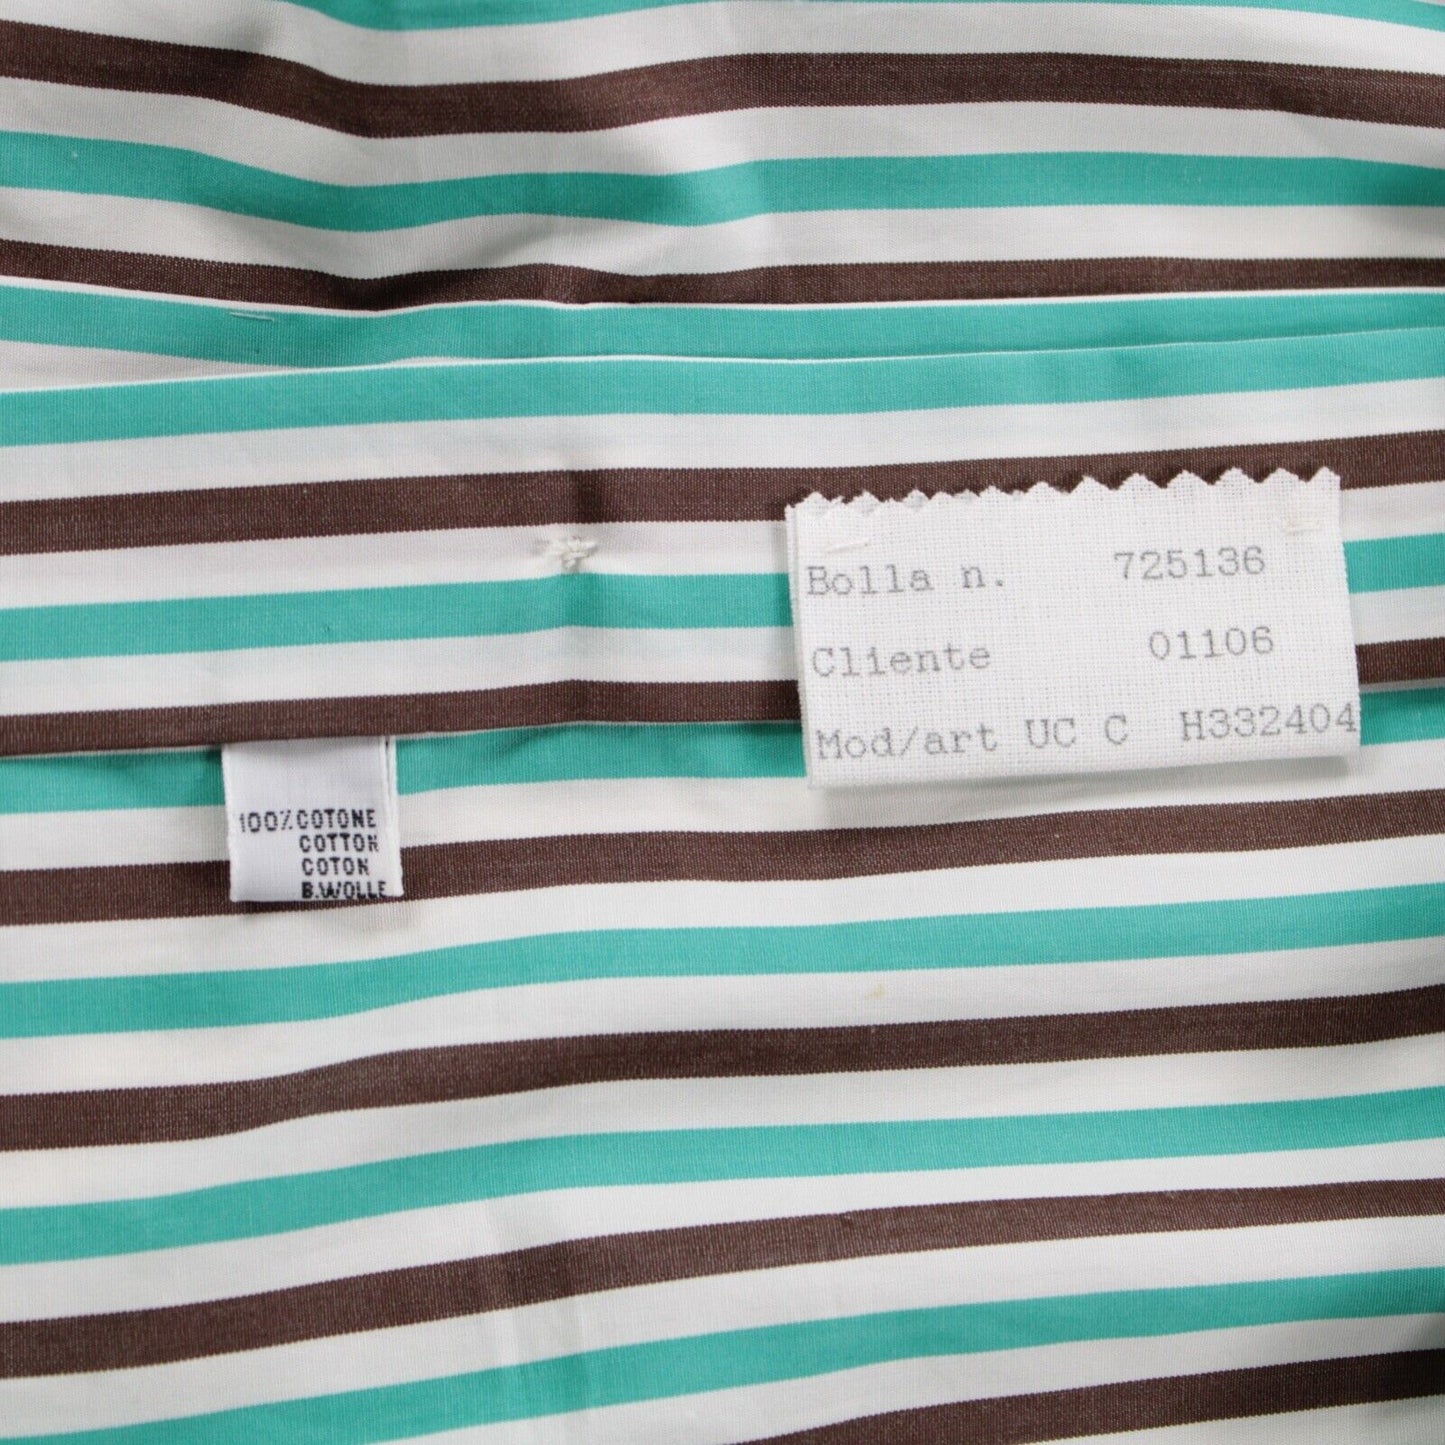 Bolla n. 725136
Cliente 01106
Mod/art UC C H332404
100% COTONE
COTTON
COTON
B.WOLLE